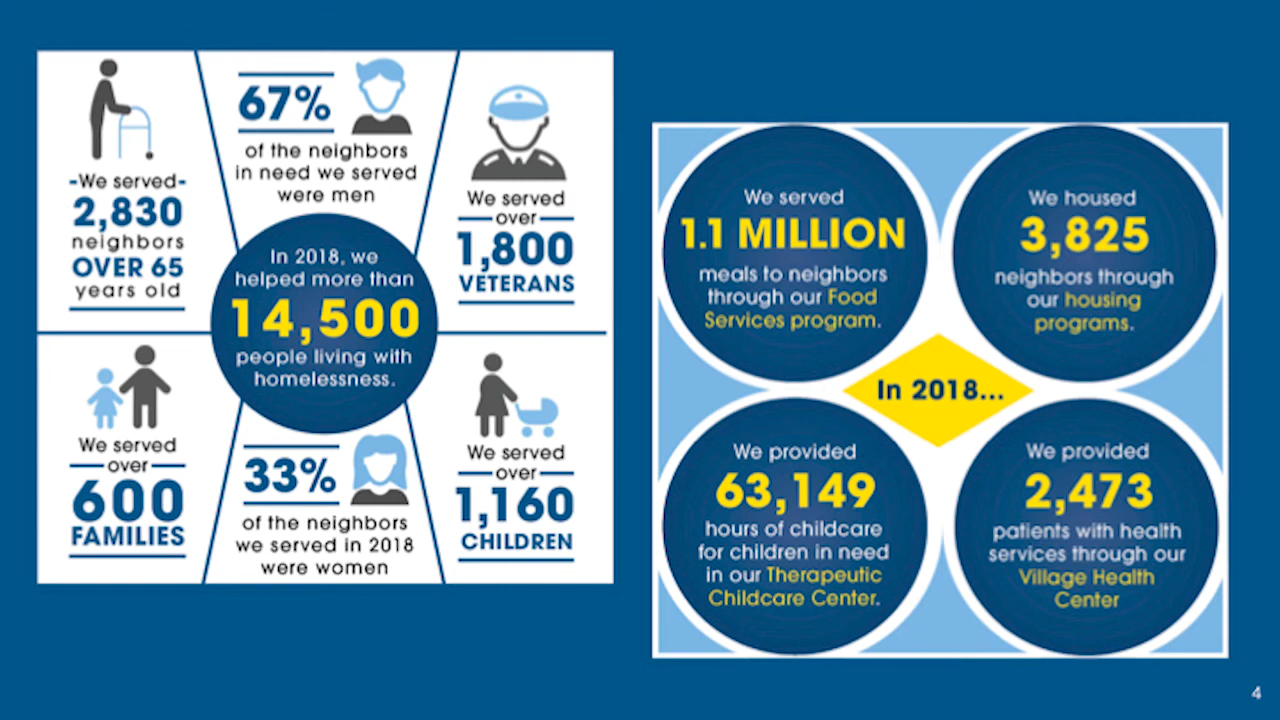 -We served-
2,830
neighbors
OVER 65
years old
67%
of the neighbors
in need we served
were men
We served
over
1,800
VETERANS
In 2018, we
helped more than
14,500
people living with
homelessness.
We served
over
600
FAMILIES
33%
of the neighbors
we served in 2018
were women
We served
over
1,160
CHILDREN
We served
1.1 MILLION
meals to neighbors
through our Food
Services program.
We housed
3,825
neighbors through
our housing
programs.
In 2018...
We provided
63,149
hours of childcare
for children in need
in our Therapeutic
Childcare Center.
We provided
2,473
patients with health
services through our
Village Health
Center
4